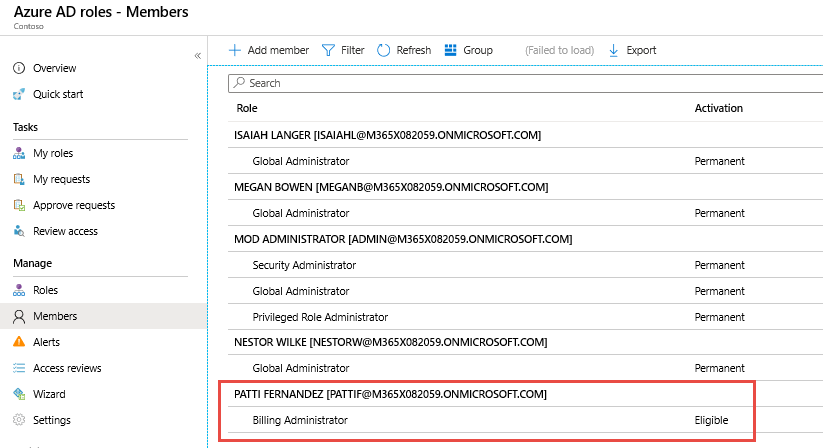 Azure AD roles - Members
Contoso
«
Overview
Quick start
Tasks
My roles
My requests
Approve requests
Review access
Manage
Roles
Members
Alerts
Access reviews
Wizard
Settings
Add member Filter Refresh Group (Failed to load) Export
Search
Role Activation
ISAIAH LANGER [ISAIAHL@M365X082059.ONMICROSOFT.COM]
Global Administrator Permanent
MEGAN BOWEN [MEGANB@M365X082059.ONMICROSOFT.COM]
Global Administrator Permanent
MOD ADMINISTRATOR [ADMIN@M365X082059.ONMICROSOFT.COM]
Security Administrator Permanent
Global Administrator Permanent
Privileged Role Administrator Permanent
NESTOR WILKE [NESTORW@M365X082059.ONMICROSOFT.COM]
Global Administrator Permanent
PATTI FERNANDEZ [PATTIF@M365X082059.ONMICROSOFT.COM]
Billing Administrator Eligible